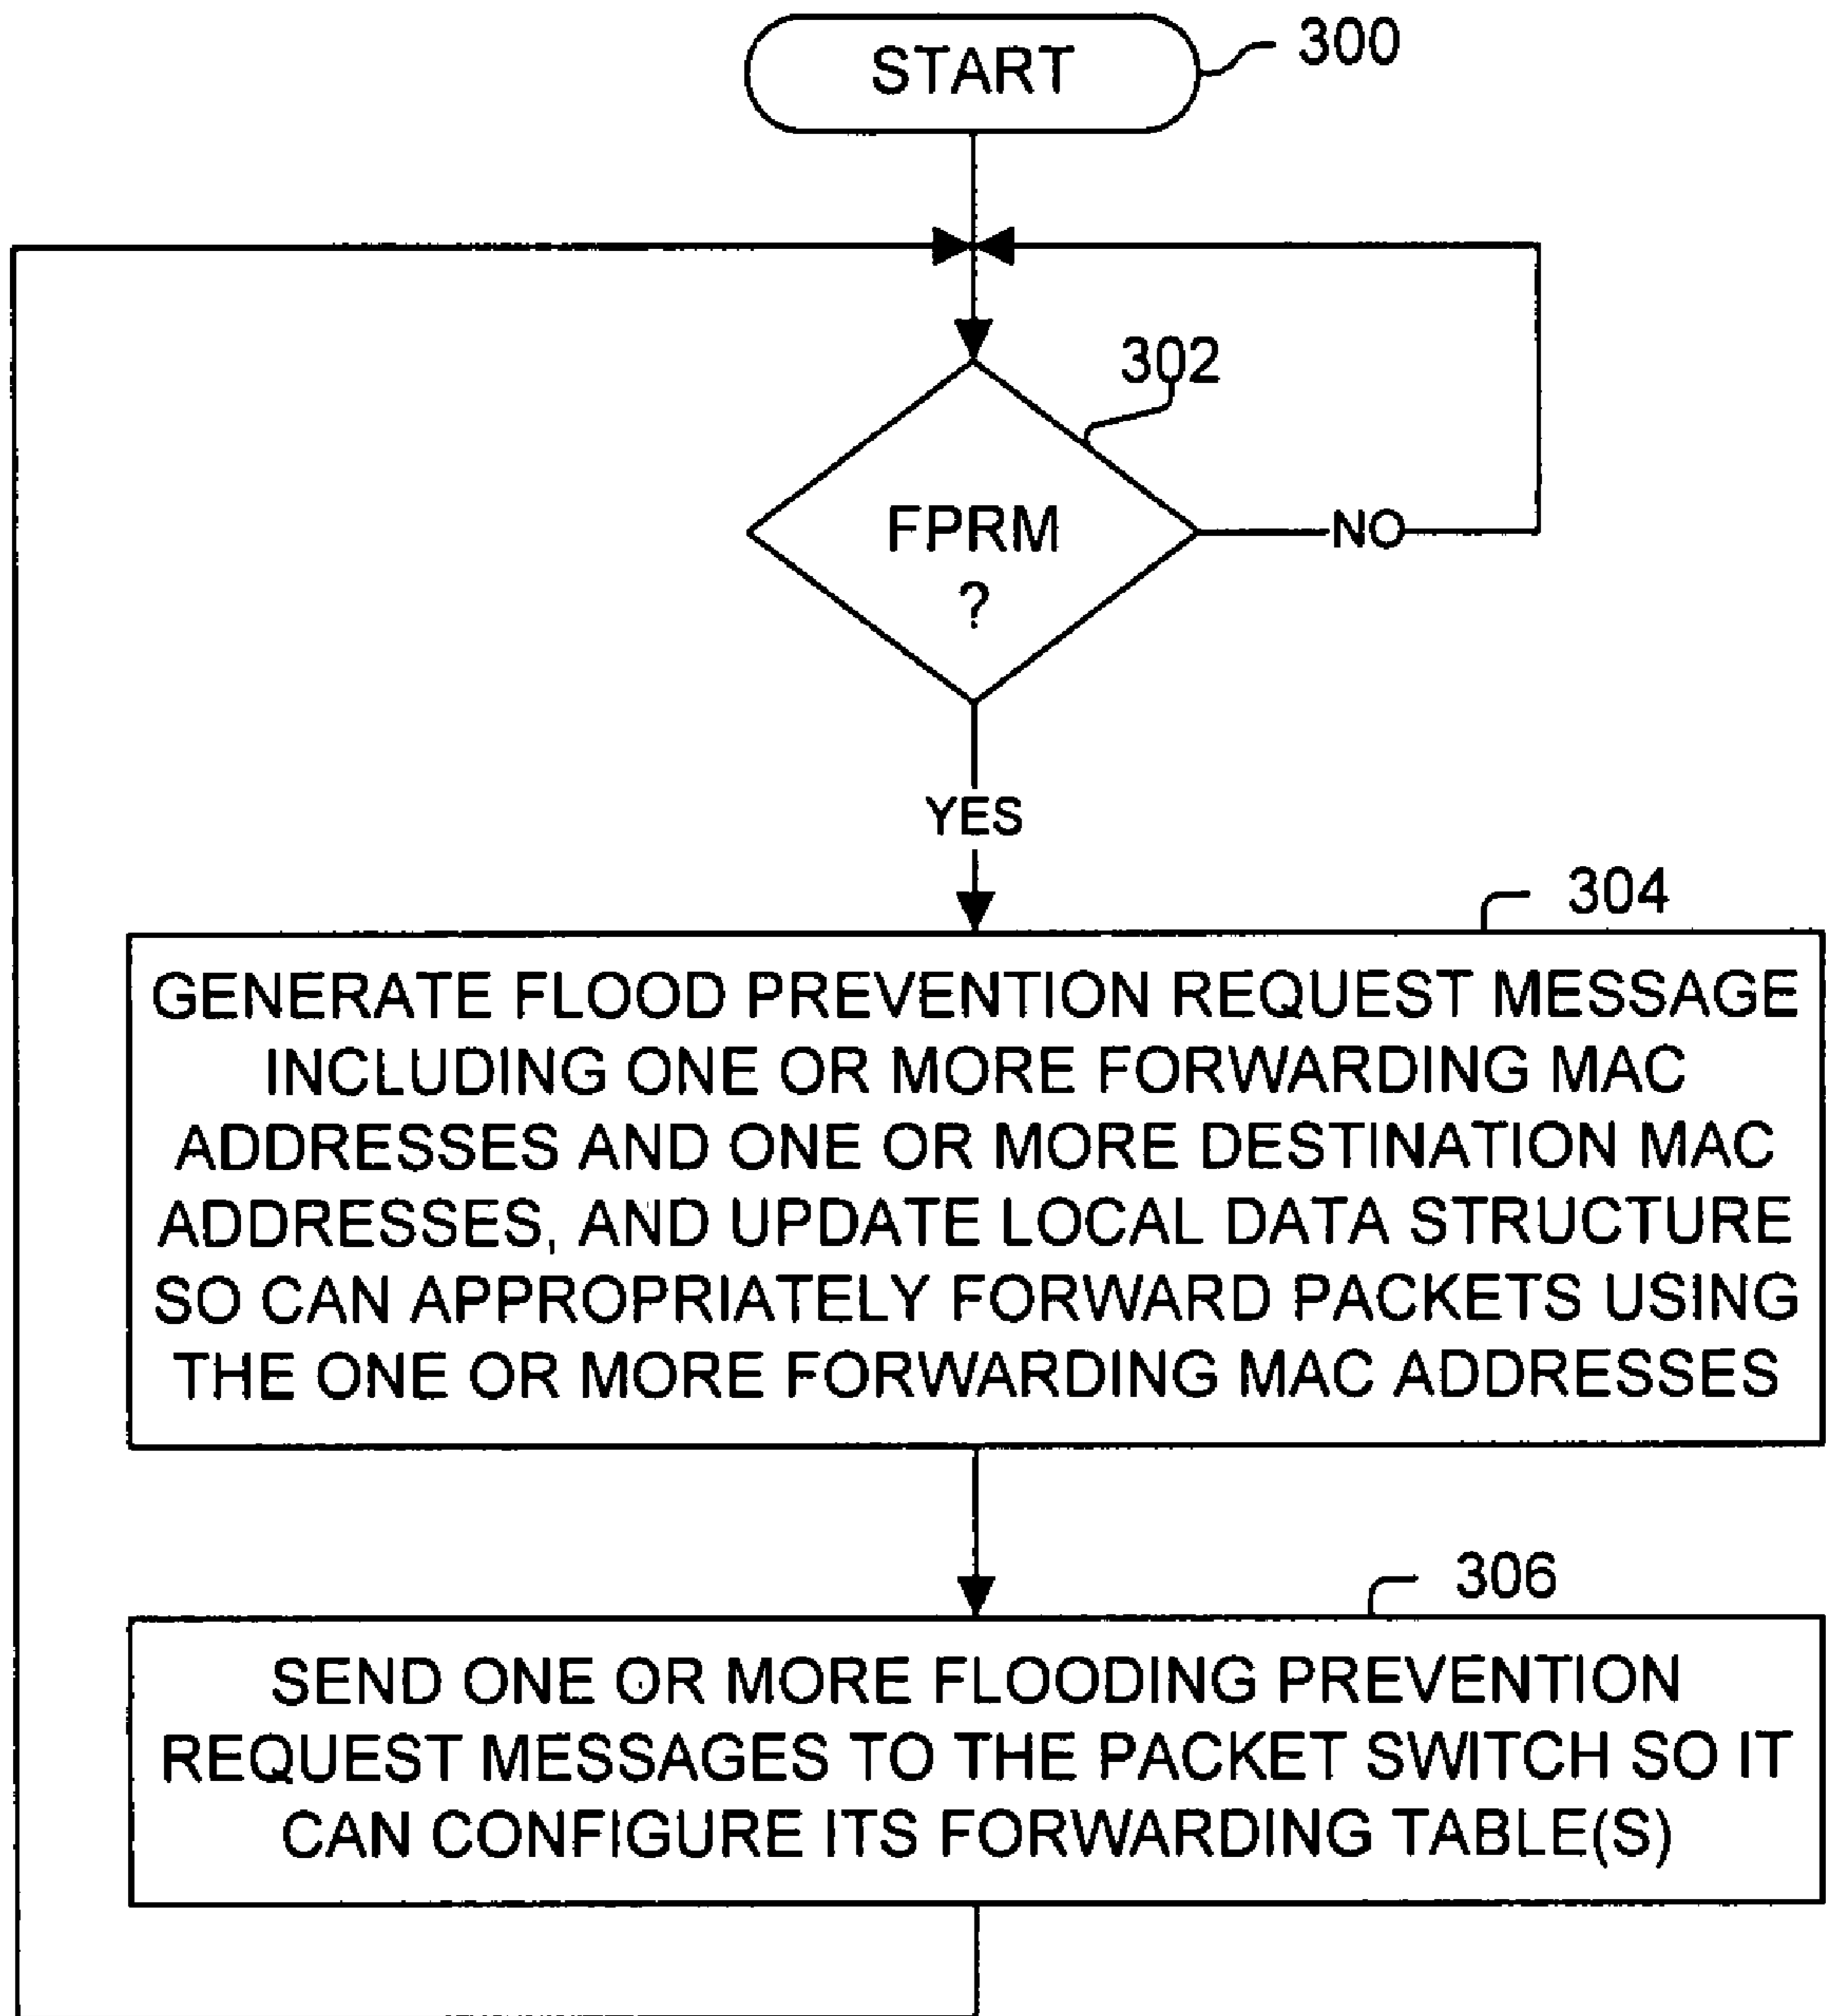 START
300
302
FPRM
?
NO
YES
304
GENERATE FLOOD PREVENTION REQUEST MESSAGE
INCLUDING ONE OR MORE FORWARDING MAC
ADDRESSES AND ONE OR MORE DESTINATION MAC
ADDRESSES, AND UPDATE LOCAL DATA STRUCTURE
SO CAN APPROPRIATELY FORWARD PACKETS USING
THE ONE OR MORE FORWARDING MAC ADDRESSES
306
SEND ONE OR MORE FLOODING PREVENTION
REQUEST MESSAGES TO THE PACKET SWITCH SO IT
CAN CONFIGURE ITS FORWARDING TABLE(S)